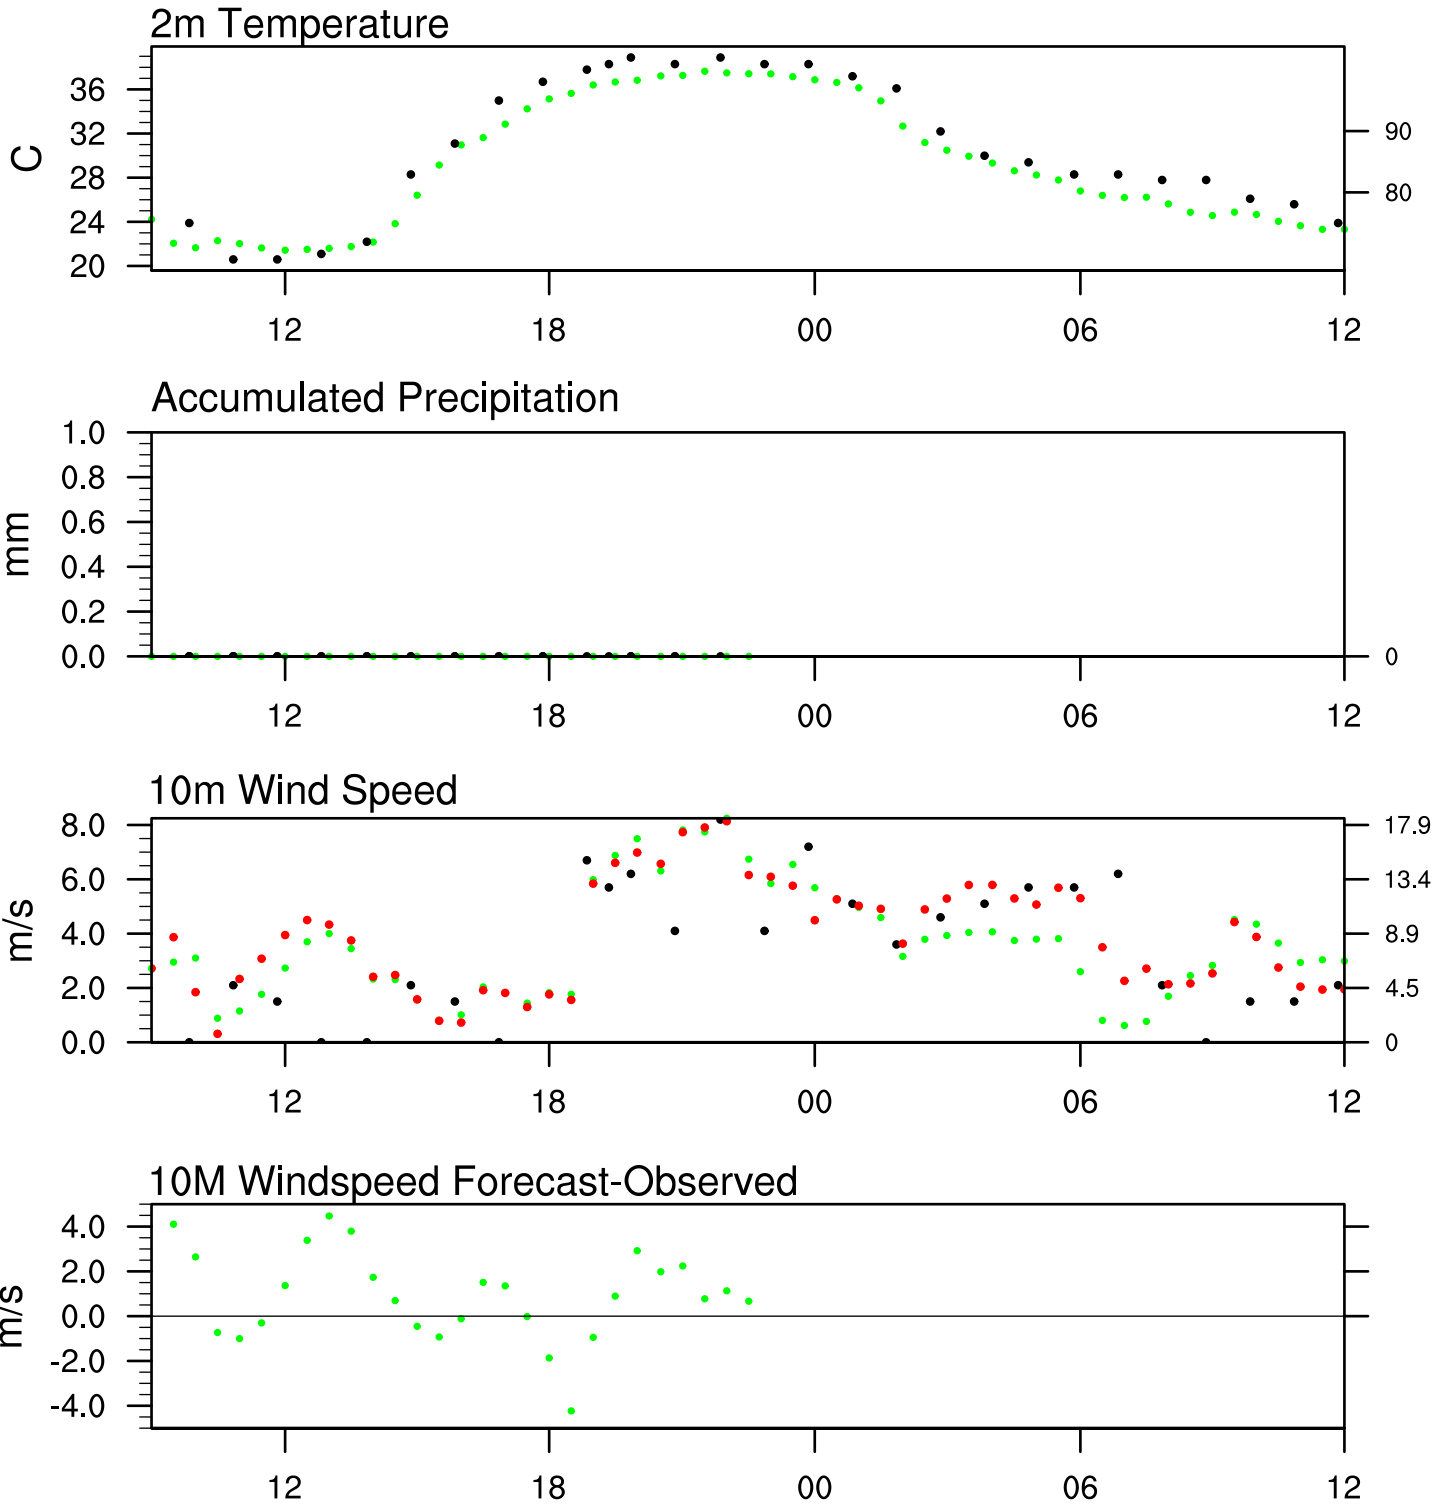 2m Temperature
36
32
28
24
20
C
90
80
12 18 00 06 12
Accumulated Precipitation
1.0
0.8
0.6
0.4
0.2
0.0
mm
0
12 18 00 06 12
10m Wind Speed
8.0
6.0
4.0
2.0
0.0
m/s
17.9
13.4
8.9
4.5
0
12 18 00 06 12
10M Windspeed Forecast-Observed
4.0
2.0
0.0
-2.0
-4.0
m/s
12 18 00 06 12